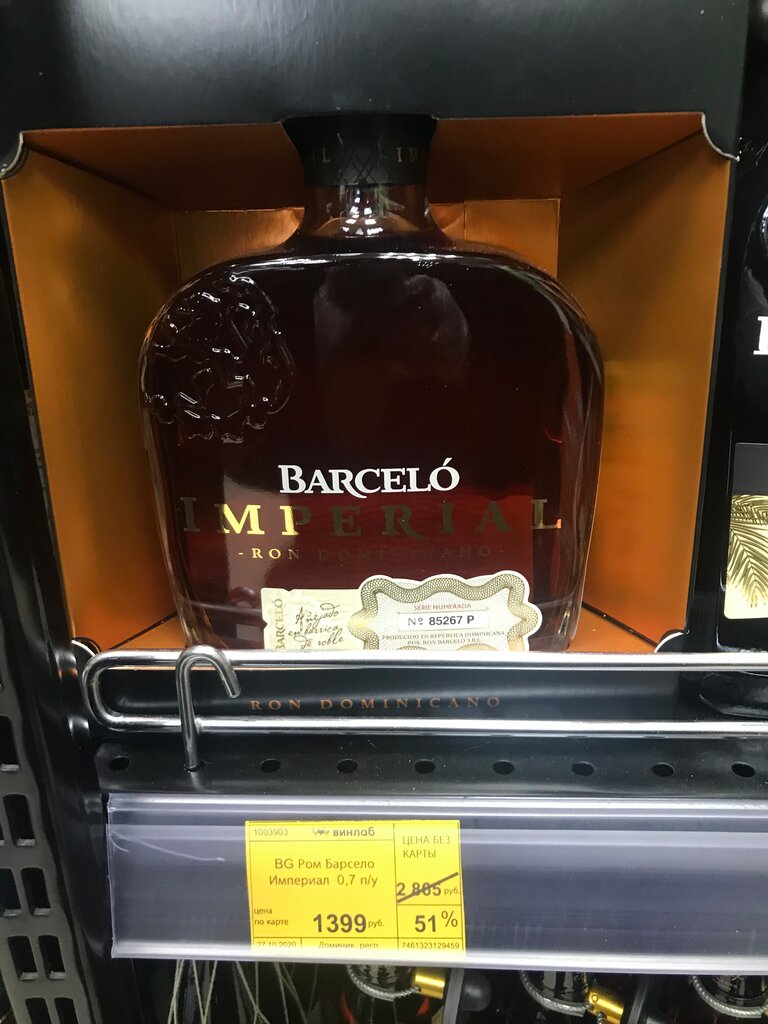 BARCELÓ
IMPERIAL
- RON DOMINICANO -
BARCELÓ
Añejado
en barrica
de roble
SERIE NUMERADA
Nº 85267 P
PRODUCIDO EN REPÚBLICA DOMINICANA
POR RON BARCELO S.R.L.
RON DOMINICANO
1003903 винлаб
ЦЕНА БЕЗ
КАРТЫ
BG Ром Барсело
Империал 0,7 п/у
2 865 руб.
цена
по карте
1399 руб.
51%
27.10.2020 Доминик. респ. 7461323129459